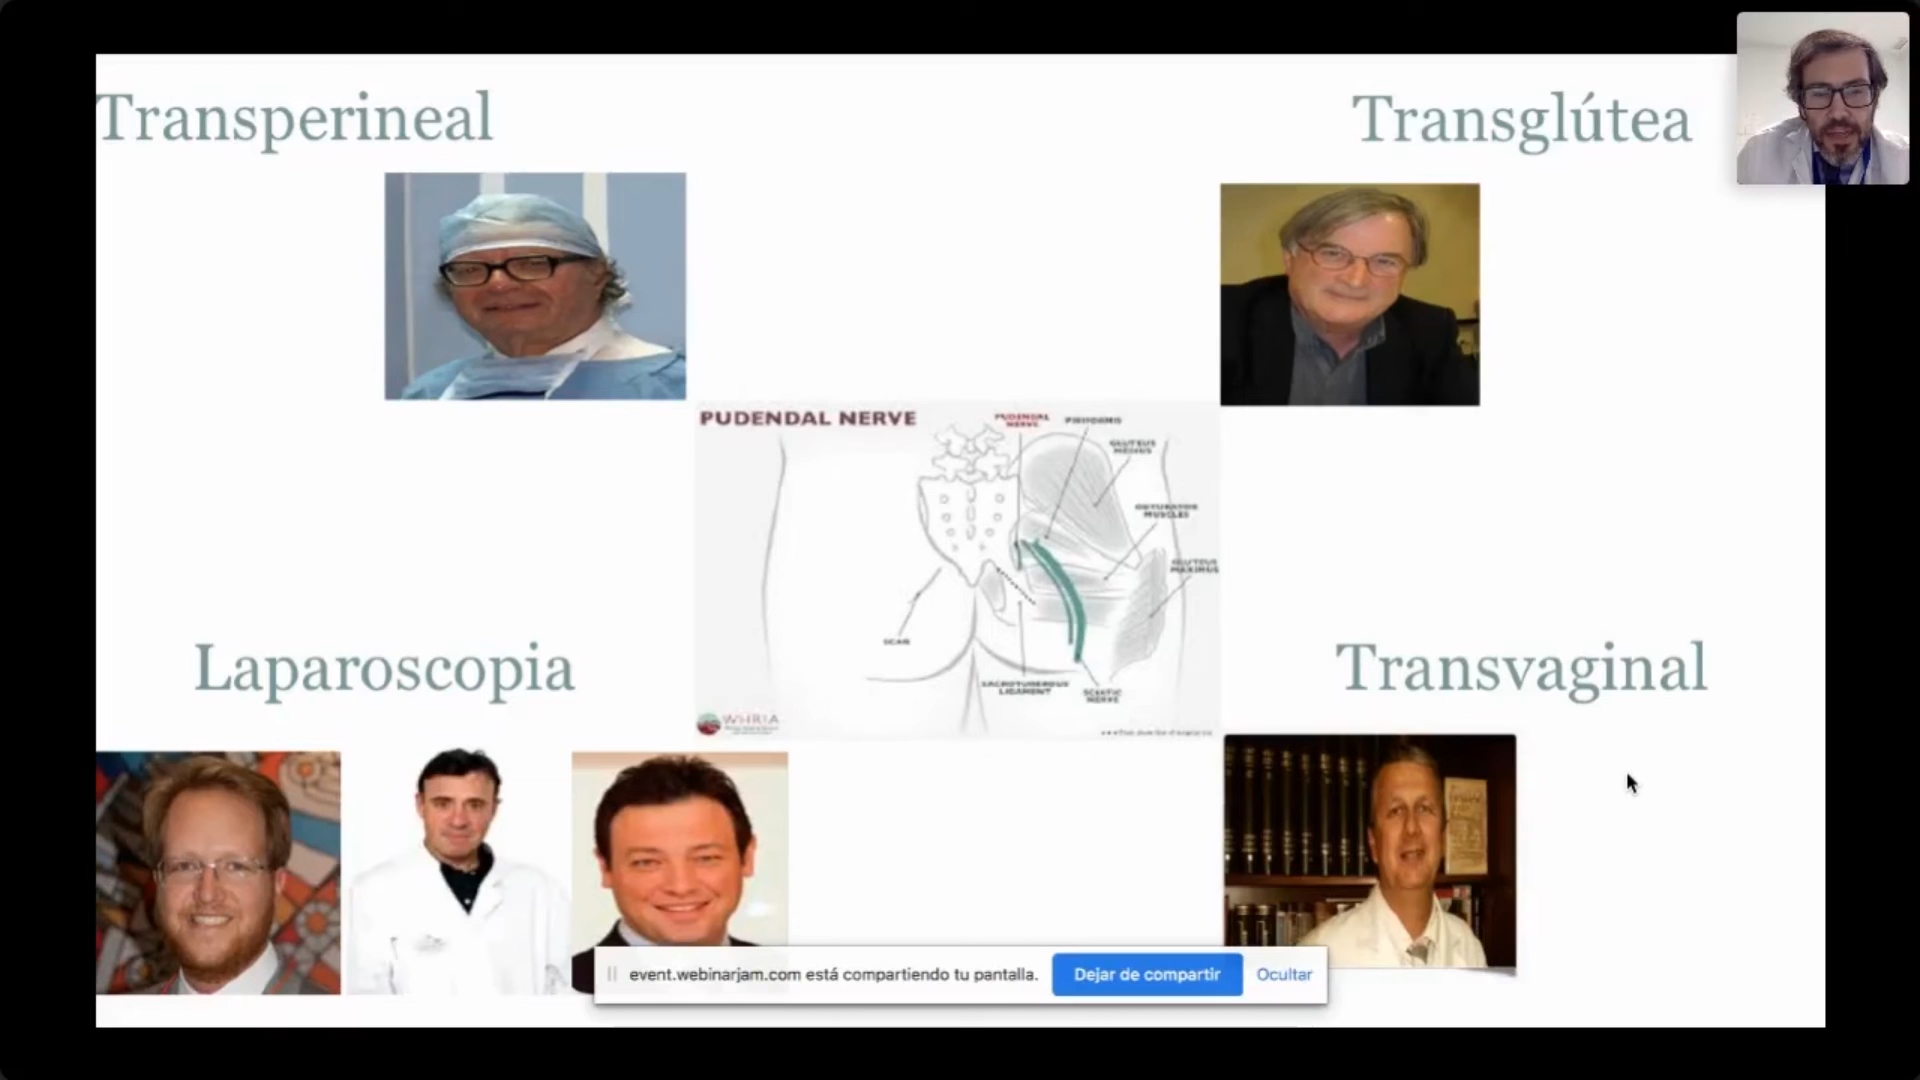 Transperineal
Transglútea
PUDENDAL NERVE
PUDENDAL
NERVE
PIRIFORMIS
GLUTEUS
MEDIUS
OBTURATOR
MUSCLES
GLUTEUS
MAXIMUS
SCAR
SACROTUBEROUS
LIGAMENT
SCIATIC
NERVE
WHRIA
Laparoscopia
Transvaginal
event.webinarjam.com está compartiendo tu pantalla.
Dejar de compartir
Ocultar